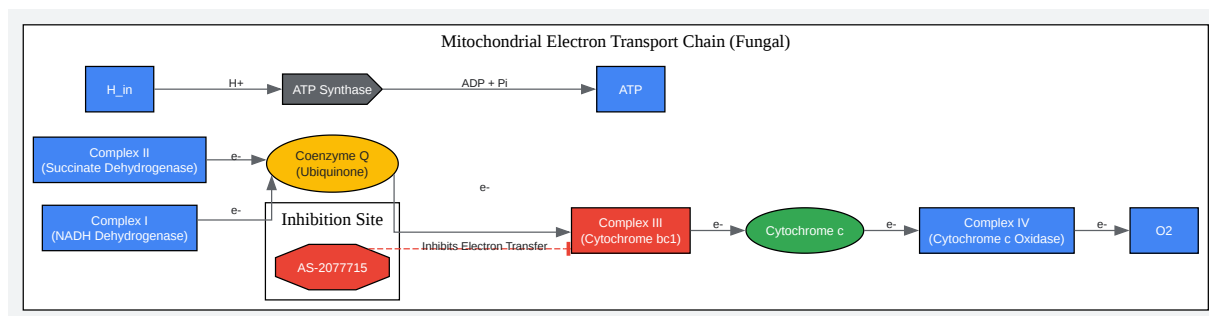 Mitochondrial Electron Transport Chain (Fungal)
H_in
H+
ATP Synthase
ADP + Pi
ATP
Complex II
(Succinate Dehydrogenase)
e-
Coenzyme Q
(Ubiquinone)
e-
Complex I
(NADH Dehydrogenase)
e-
Inhibition Site
AS-2077715
Inhibits Electron Transfer
Complex III
(Cytochrome bc1)
e-
Cytochrome c
e-
Complex IV
(Cytochrome c Oxidase)
e-
O2